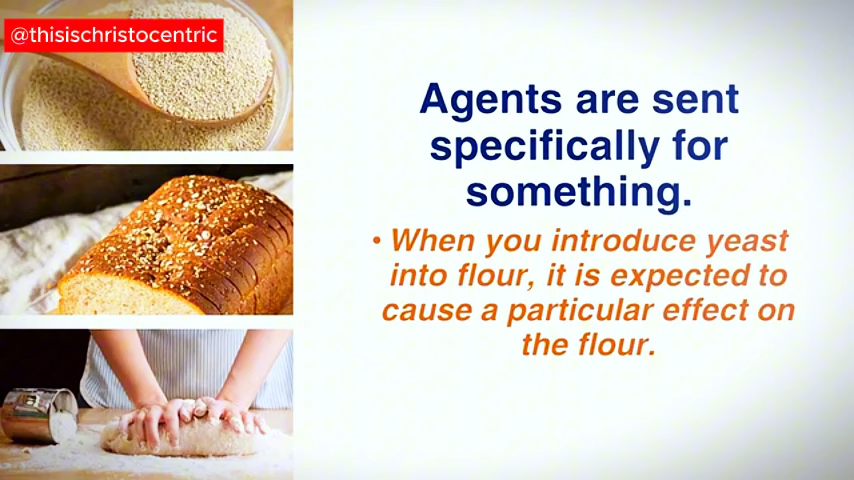 @thisischristocentric
Agents are sent
specifically for
something.
• When you introduce yeast
into flour, it is expected to
cause a particular effect on
the flour.